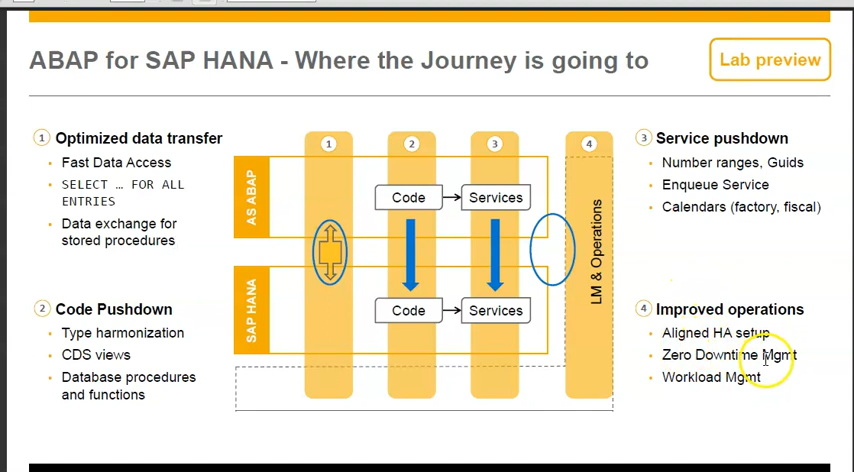 ABAP for SAP HANA - Where the Journey is going to
Lab preview
1 Optimized data transfer
Fast Data Access
SELECT … FOR ALL
ENTRIES
Data exchange for
stored procedures
2 Code Pushdown
Type harmonization
CDS views
Database procedures
and functions
1 2 3 4
AS ABAP
Code Services
SAP HANA
Code Services
LM & Operations
3 Service pushdown
Number ranges, Guids
Enqueue Service
Calendars (factory, fiscal)
4 Improved operations
Aligned HA setup
Zero Downtime Mgmt
Workload Mgmt